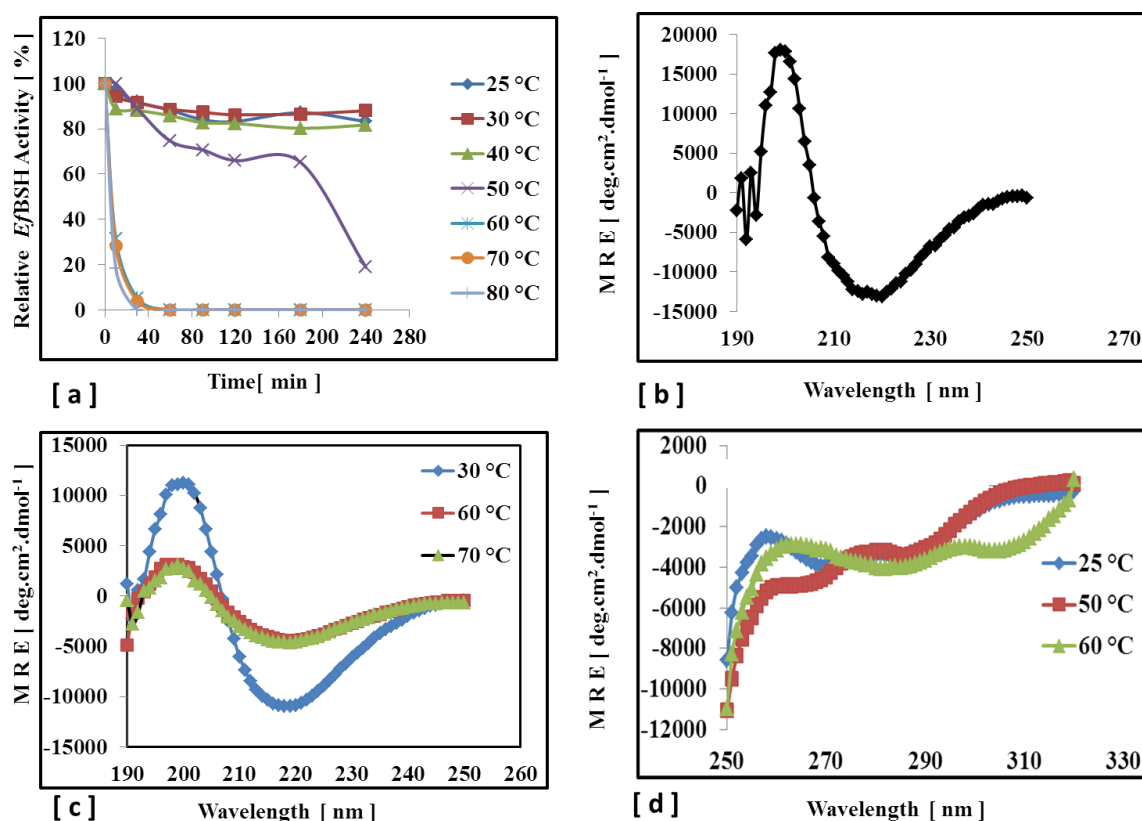 Relative EfBSH Activity [ % ]
120
100
80
60
40
20
0
0 40 80 120 160 200 240 280
Time[ min ]
25 °C
30 °C
40 °C
50 °C
60 °C
70 °C
80 °C
[ a ]
M R E [ deg.cm².dmol⁻¹ ]
20000
15000
10000
5000
0
-5000
-10000
-15000
190 210 230 250 270
Wavelength [ nm ]
[ b ]
M R E [ deg.cm².dmol⁻¹ ]
15000
10000
5000
0
-5000
-10000
-15000
190 200 210 220 230 240 250 260
Wavelength [ nm ]
30 °C
60 °C
70 °C
[ c ]
M R E [ deg.cm².dmol⁻¹ ]
2000
0
-2000
-4000
-6000
-8000
-10000
-12000
250 270 290 310 330
Wavelength [ nm ]
25 °C
50 °C
60 °C
[ d ]